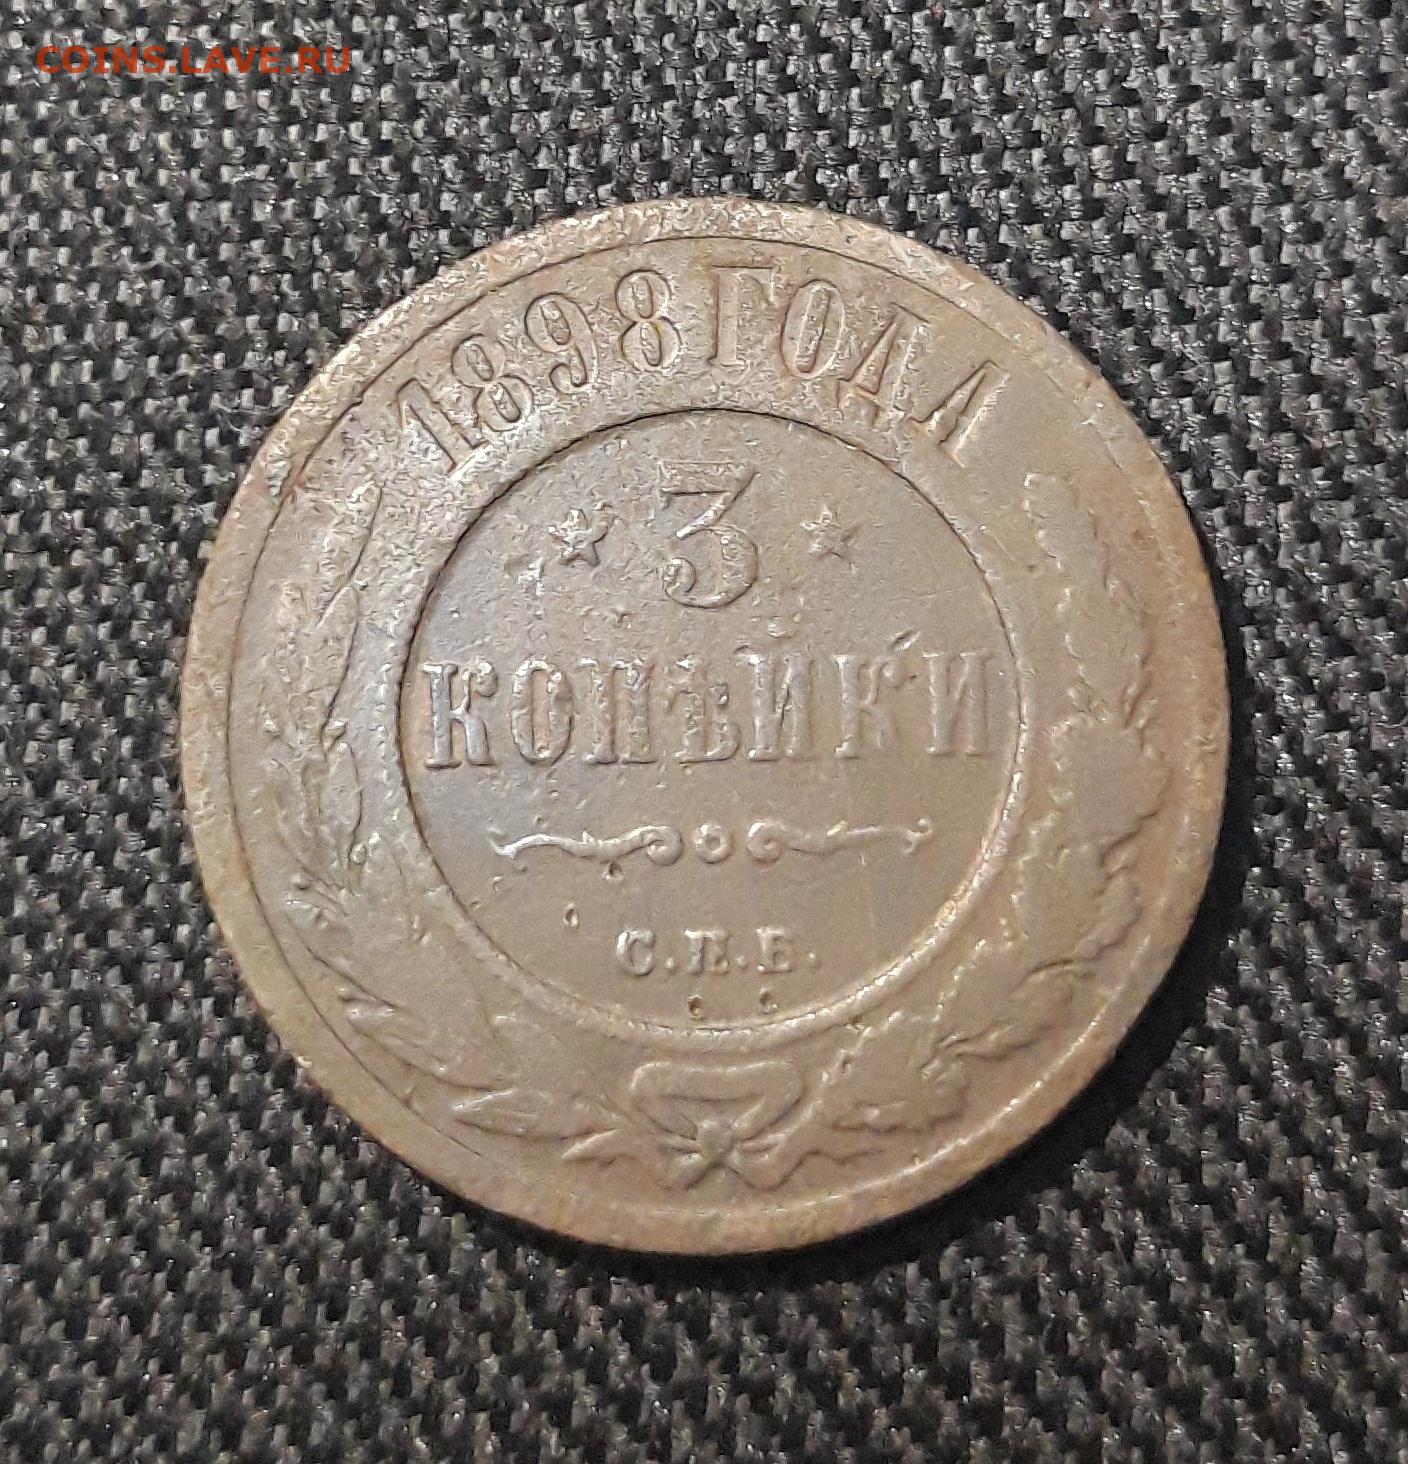 COINS.LAVE.RU
1898 ГОДА
3
КОПѢЙКИ
С.П.Б.